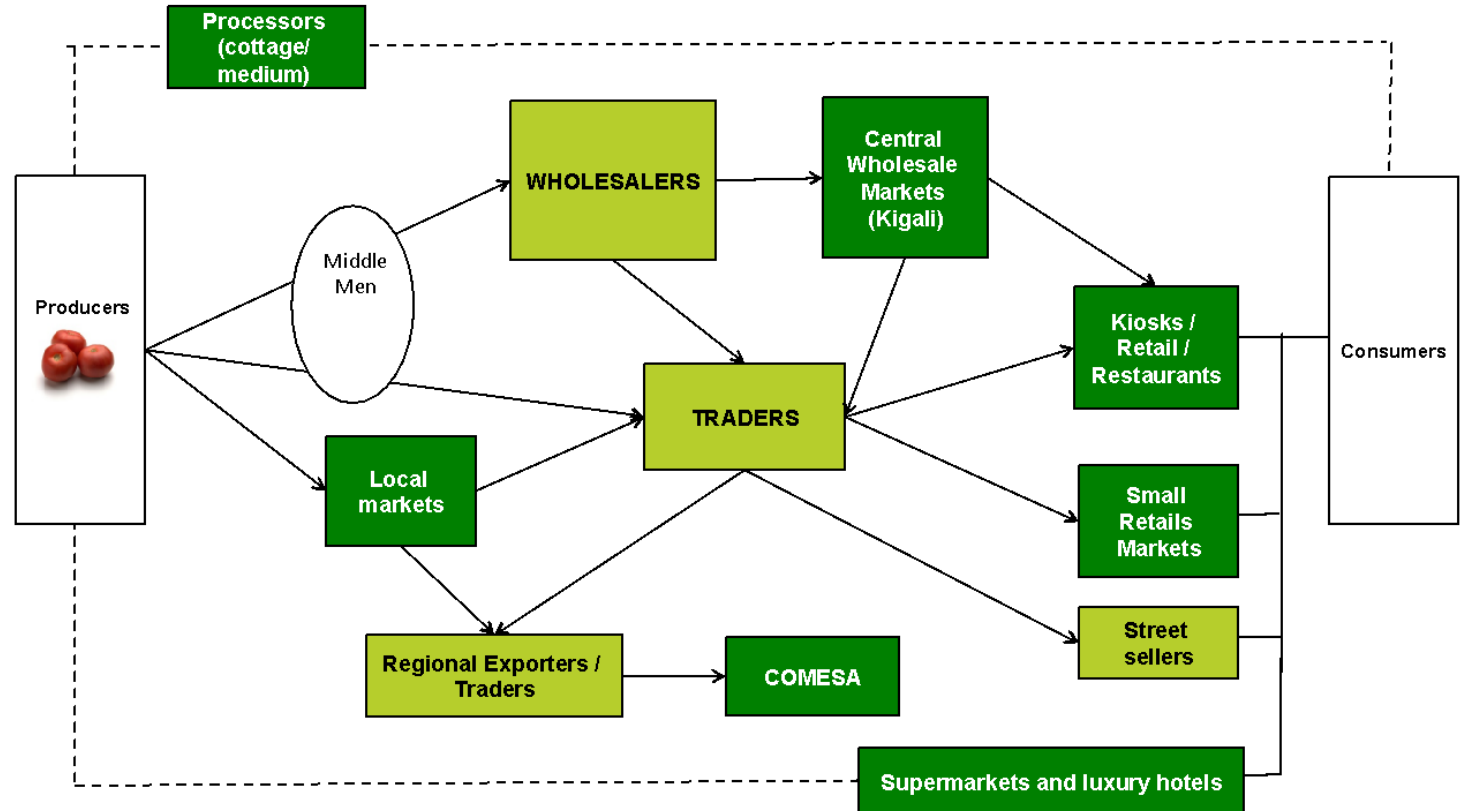 Processors
(cottage/
medium)
WHOLESALERS
Central
Wholesale
Markets
(Kigali)
Middle
Men
Producers
Kiosks /
Retail /
Restaurants
Consumers
TRADERS
Local
markets
Small
Retails
Markets
Street
sellers
Regional Exporters /
Traders
COMESA
Supermarkets and luxury hotels